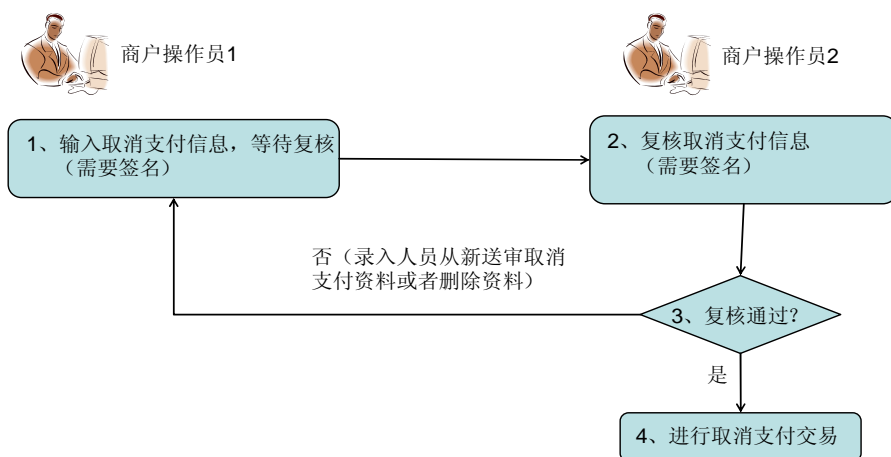 商户操作员1
商户操作员2
1、输入取消支付信息，等待复核
（需要签名）
2、复核取消支付信息
（需要签名）
否（录入人员从新送审取消
支付资料或者删除资料）
3、复核通过？
是
4、进行取消支付交易